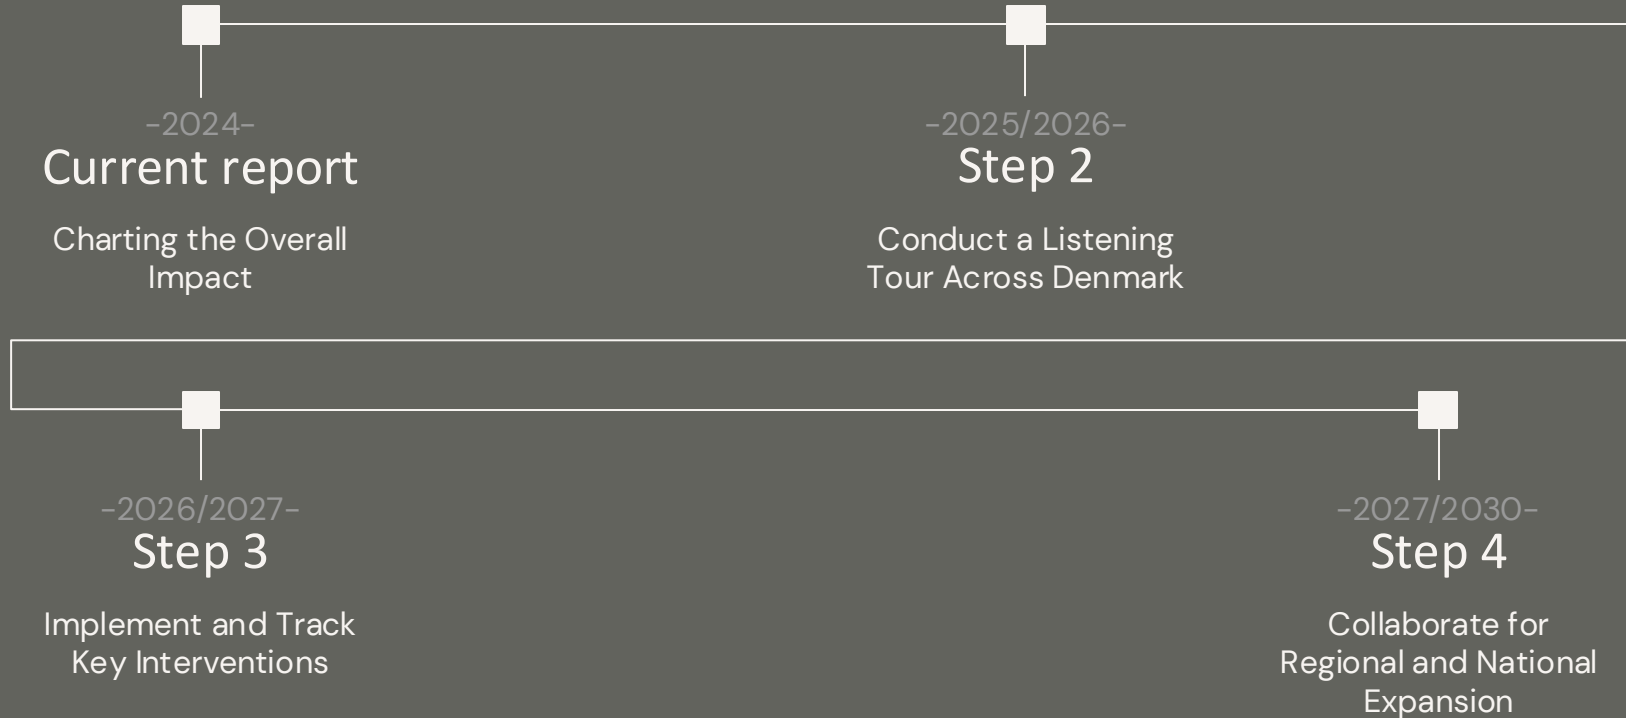 -2024-
Current report
Charting the Overall
Impact
-2025/2026-
Step 2
Conduct a Listening
Tour Across Denmark
-2026/2027-
Step 3
Implement and Track
Key Interventions
-2027/2030-
Step 4
Collaborate for
Regional and National
Expansion